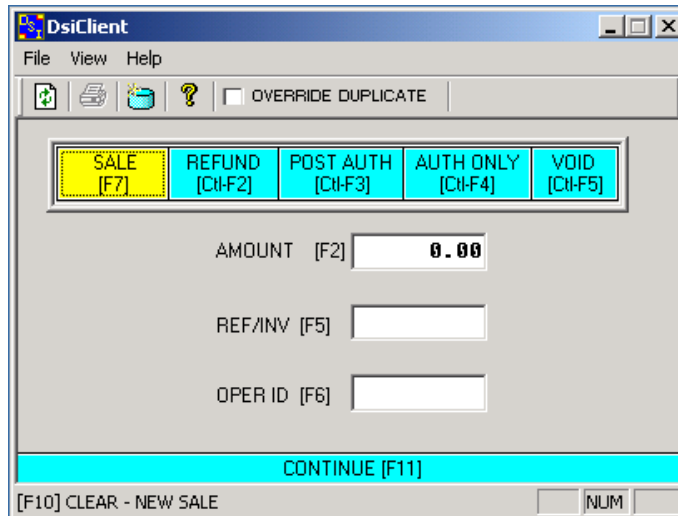 DsiClient
File View Help
OVERRIDE DUPLICATE
SALE REFUND POST AUTH AUTH ONLY VOID
[F7] [Ctl-F2] [Ctl-F3] [Ctl-F4] [Ctl-F5]
AMOUNT [F2] 0.00
REF/INV [F5]
OPER ID [F6]
CONTINUE [F11]
[F10] CLEAR - NEW SALE NUM